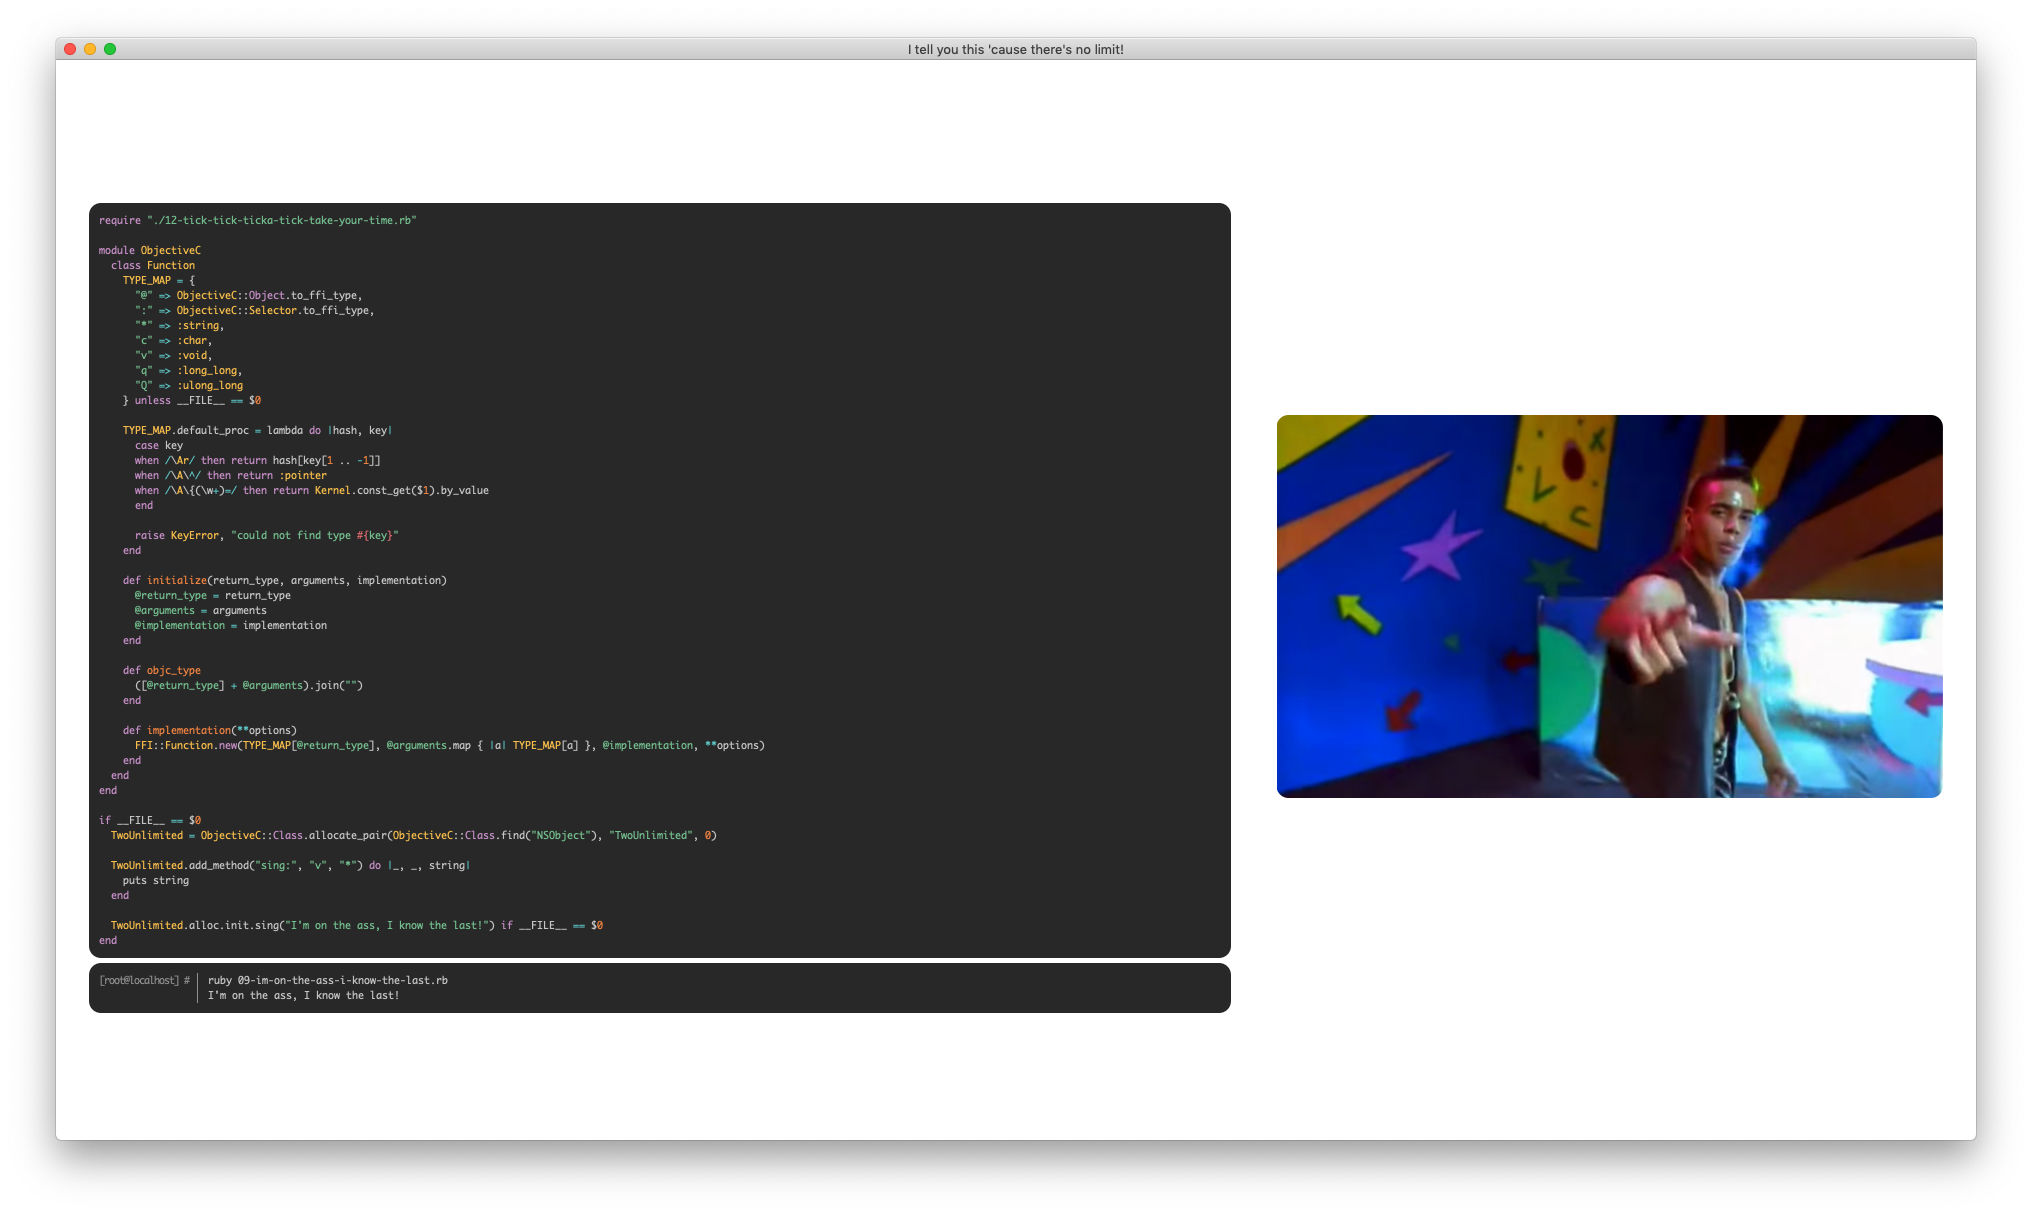 I tell you this 'cause there's no limit!
require "./12-tick-tick-ticka-tick-take-your-time.rb"
module ObjectiveC
class Function
TYPE_MAP = {
"@" => ObjectiveC::Object.to_ffi_type,
":" => ObjectiveC::Selector.to_ffi_type,
"*" => :string,
"c" => :char,
"v" => :void,
"q" => :long_long,
"Q" => :ulong_long
} unless __FILE__ == $0
TYPE_MAP.default_proc = lambda do |hash, key|
case key
when /\Ar/ then return hash[key[1 .. -1]]
when /\A\^/ then return :pointer
when /\A\{(\w+)=/ then return Kernel.const_get($1).by_value
end
raise KeyError, "could not find type #{key}"
end
def initialize(return_type, arguments, implementation)
@return_type = return_type
@arguments = arguments
@implementation = implementation
end
def objc_type
([@return_type] + @arguments).join("")
end
def implementation(**options)
FFI::Function.new(TYPE_MAP[@return_type], @arguments.map { |a| TYPE_MAP[a] }, @implementation, **options)
end
end
end
if __FILE__ == $0
TwoUnlimited = ObjectiveC::Class.allocate_pair(ObjectiveC::Class.find("NSObject"), "TwoUnlimited", 0)
TwoUnlimited.add_method("sing:", "v", "*") do |_, _, string|
puts string
end
TwoUnlimited.alloc.init.sing("I'm on the ass, I know the last!") if __FILE__ == $0
end
[root@localhost] # ruby 09-im-on-the-ass-i-know-the-last.rb
I'm on the ass, I know the last!